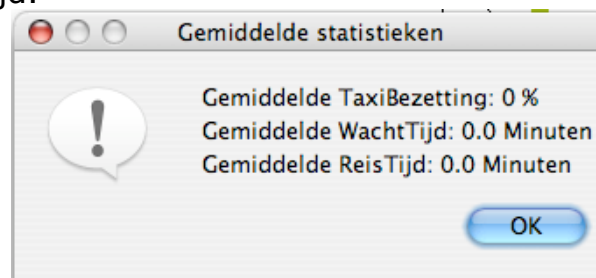 Gemiddelde statistieken
Gemiddelde TaxiBezetting: 0 %
Gemiddelde WachtTijd: 0.0 Minuten
Gemiddelde ReisTijd: 0.0 Minuten
OK